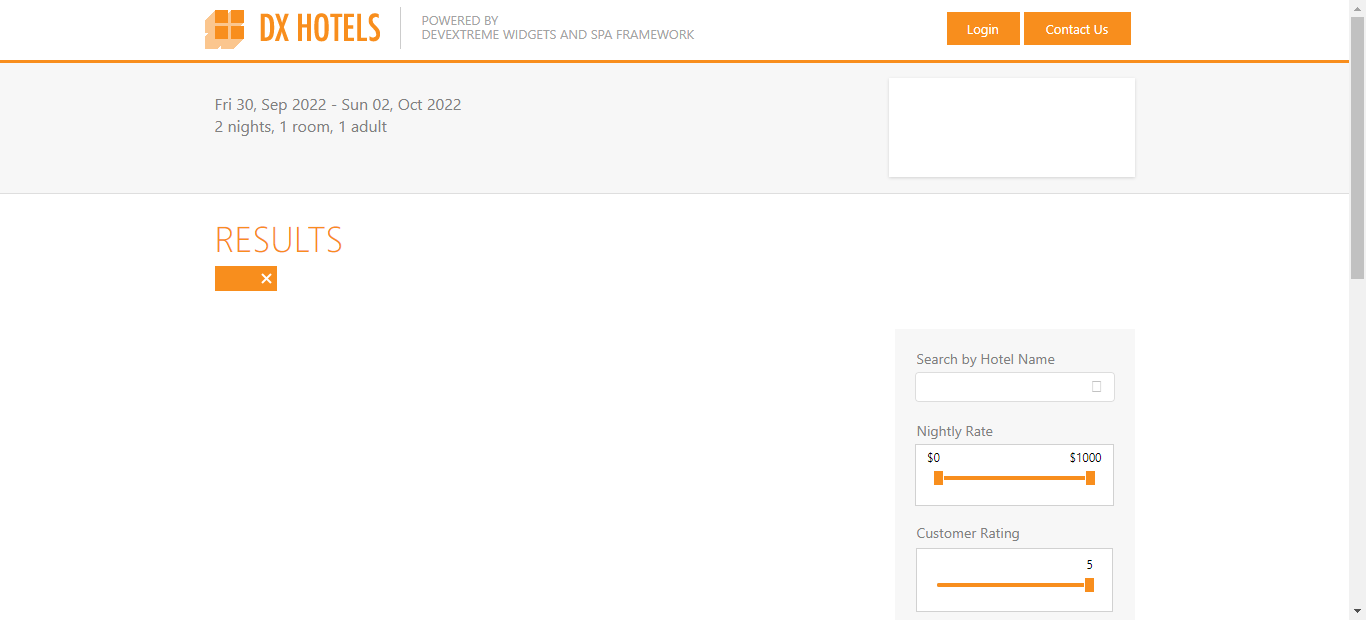 DX HOTELS
POWERED BY
DEVEXTREME WIDGETS AND SPA FRAMEWORK
Login
Contact Us
Fri 30, Sep 2022 - Sun 02, Oct 2022
2 nights, 1 room, 1 adult
RESULTS
Search by Hotel Name
Nightly Rate
$0 $1000
Customer Rating
5